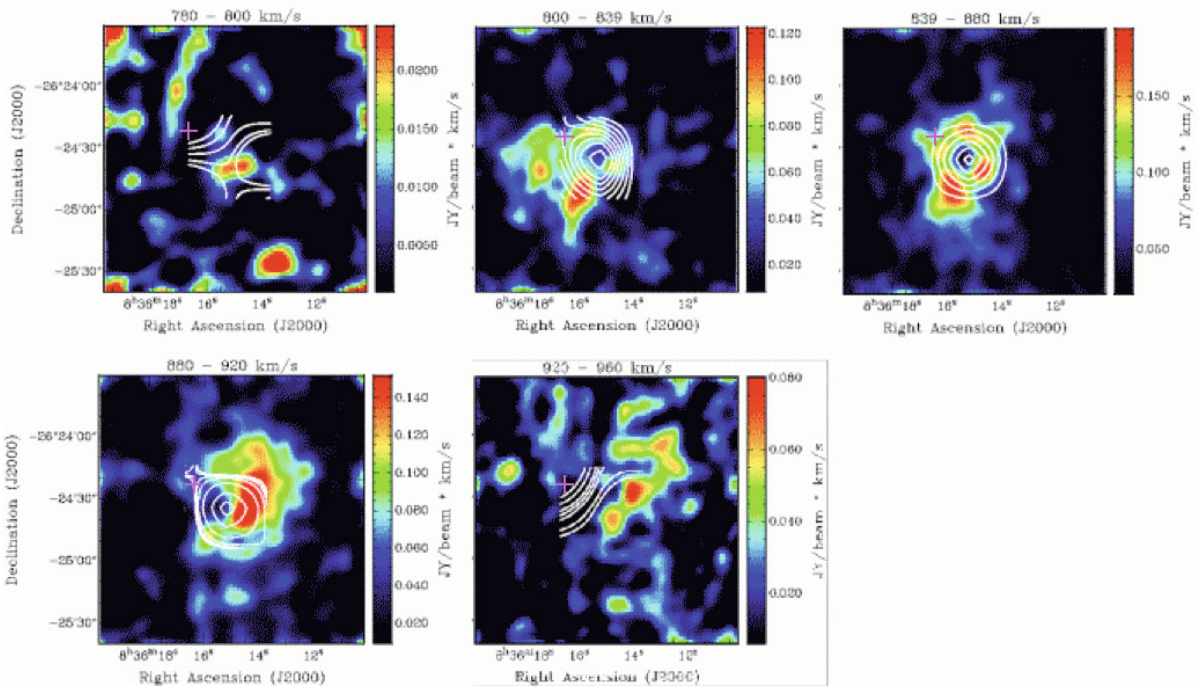 780 – 800 km/s
800 – 839 km/s
839 – 880 km/s
Declination (J2000)
-26°24'00"
-24'30"
-25'00"
-25'30"
0.0200
0.0150
0.0100
0.0050
JY/beam * km/s
0.120
0.100
0.080
0.060
0.040
0.020
JY/beam * km/s
0.150
0.100
0.050
JY/beam * km/s
8ʰ36ᵐ18ˢ 16ˢ 14ˢ 12ˢ
8ʰ36ᵐ18ˢ 16ˢ 14ˢ 12ˢ
8ʰ36ᵐ18ˢ 16ˢ 14ˢ 12ˢ
Right Ascension (J2000)
Right Ascension (J2000)
Right Ascension (J2000)
880 – 920 km/s
920 – 960 km/s
Declination (J2000)
-26°24'00"
-24'30"
-25'00"
-25'30"
0.140
0.120
0.100
0.080
0.060
0.040
0.020
JY/beam * km/s
0.080
0.060
0.040
0.020
JY/beam * km/s
8ʰ36ᵐ18ˢ 16ˢ 14ˢ 12ˢ
8ʰ36ᵐ18ˢ 16ˢ 14ˢ 12ˢ
Right Ascension (J2000)
Right Ascension (J2000)